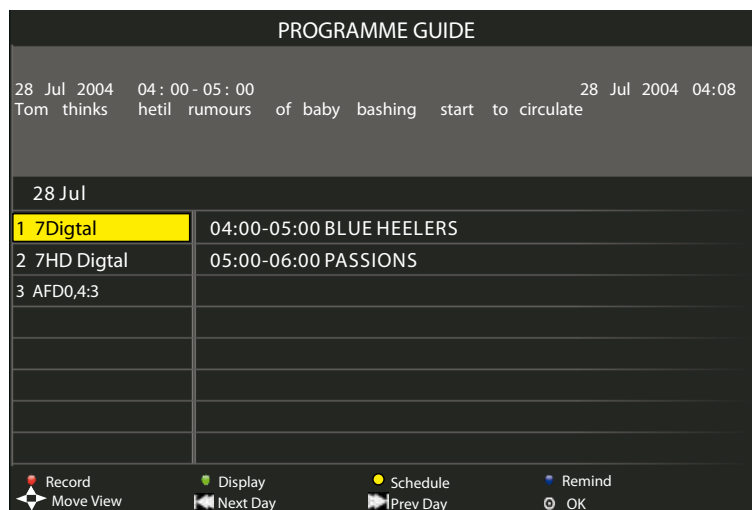 PROGRAMME GUIDE
28 Jul 2004 04 : 00 - 05 : 00 28 Jul 2004 04:08
Tom thinks hetil rumours of baby bashing start to circulate
28 Jul
1 7Digtal 04:00-05:00 BLUE HEELERS
2 7HD Digtal 05:00-06:00 PASSIONS
3 AFD0,4:3
Record Display Schedule Remind
Move View Next Day Prev Day OK